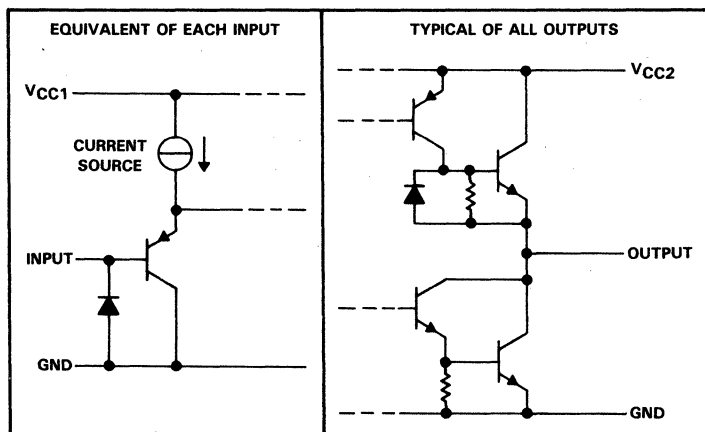 EQUIVALENT OF EACH INPUT
VCC1
CURRENT
SOURCE
INPUT
GND
TYPICAL OF ALL OUTPUTS
VCC2
OUTPUT
GND